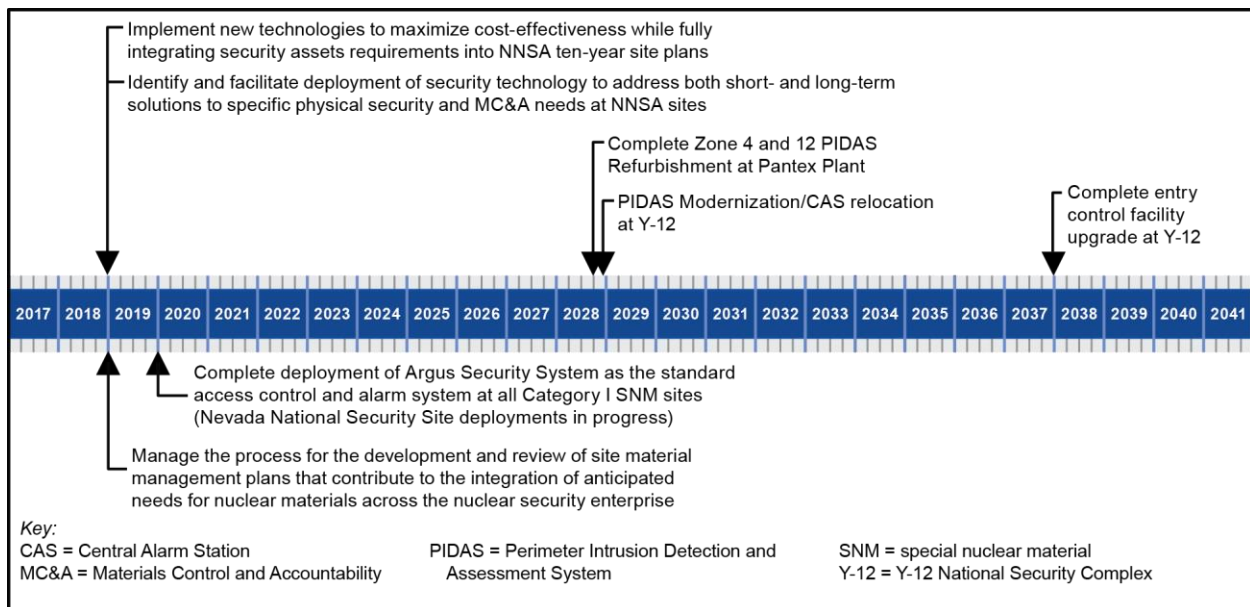 Implement new technologies to maximize cost-effectiveness while fully
integrating security assets requirements into NNSA ten-year site plans
Identify and facilitate deployment of security technology to address both short- and long-term
solutions to specific physical security and MC&A needs at NNSA sites
Complete Zone 4 and 12 PIDAS
Refurbishment at Pantex Plant
PIDAS Modernization/CAS relocation
at Y-12
Complete entry
control facility
upgrade at Y-12
2017 2018 2019 2020 2021 2022 2023 2024 2025 2026 2027 2028 2029 2030 2031 2032 2033 2034 2035 2036 2037 2038 2039 2040 2041
Complete deployment of Argus Security System as the standard
access control and alarm system at all Category I SNM sites
(Nevada National Security Site deployments in progress)
Manage the process for the development and review of site material
management plans that contribute to the integration of anticipated
needs for nuclear materials across the nuclear security enterprise
Key:
CAS = Central Alarm Station
MC&A = Materials Control and Accountability
PIDAS = Perimeter Intrusion Detection and
Assessment System
SNM = special nuclear material
Y-12 = Y-12 National Security Complex